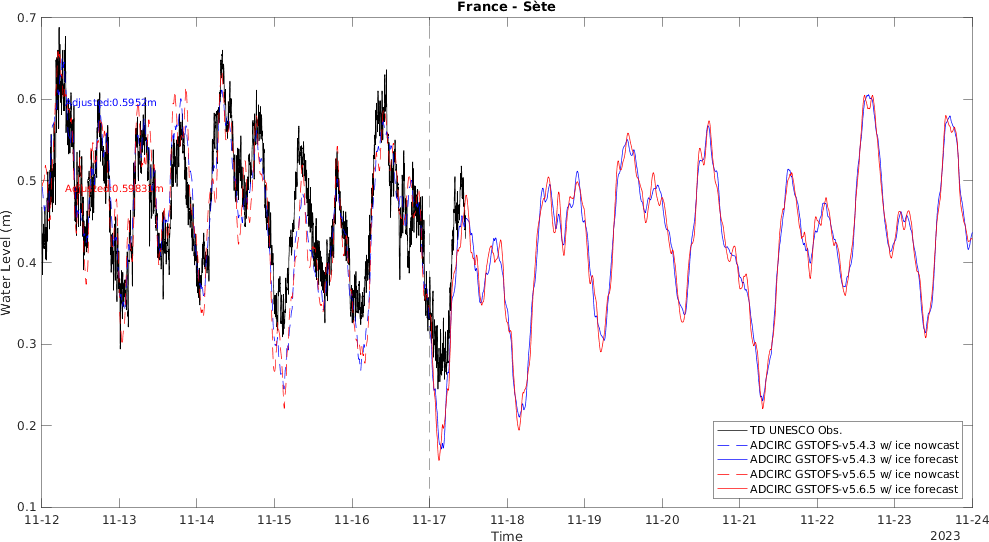 France - Sète
0.7
0.6
0.5
0.4
0.3
0.2
0.1
Water Level (m)
Adjusted:0.5952m
Adjusted:0.5983m
TD UNESCO Obs.
ADCIRC GSTOFS-v5.4.3 w/ ice nowcast
ADCIRC GSTOFS-v5.4.3 w/ ice forecast
ADCIRC GSTOFS-v5.6.5 w/ ice nowcast
ADCIRC GSTOFS-v5.6.5 w/ ice forecast
11-12 11-13 11-14 11-15 11-16 11-17 11-18 11-19 11-20 11-21 11-22 11-23 11-24
Time
2023